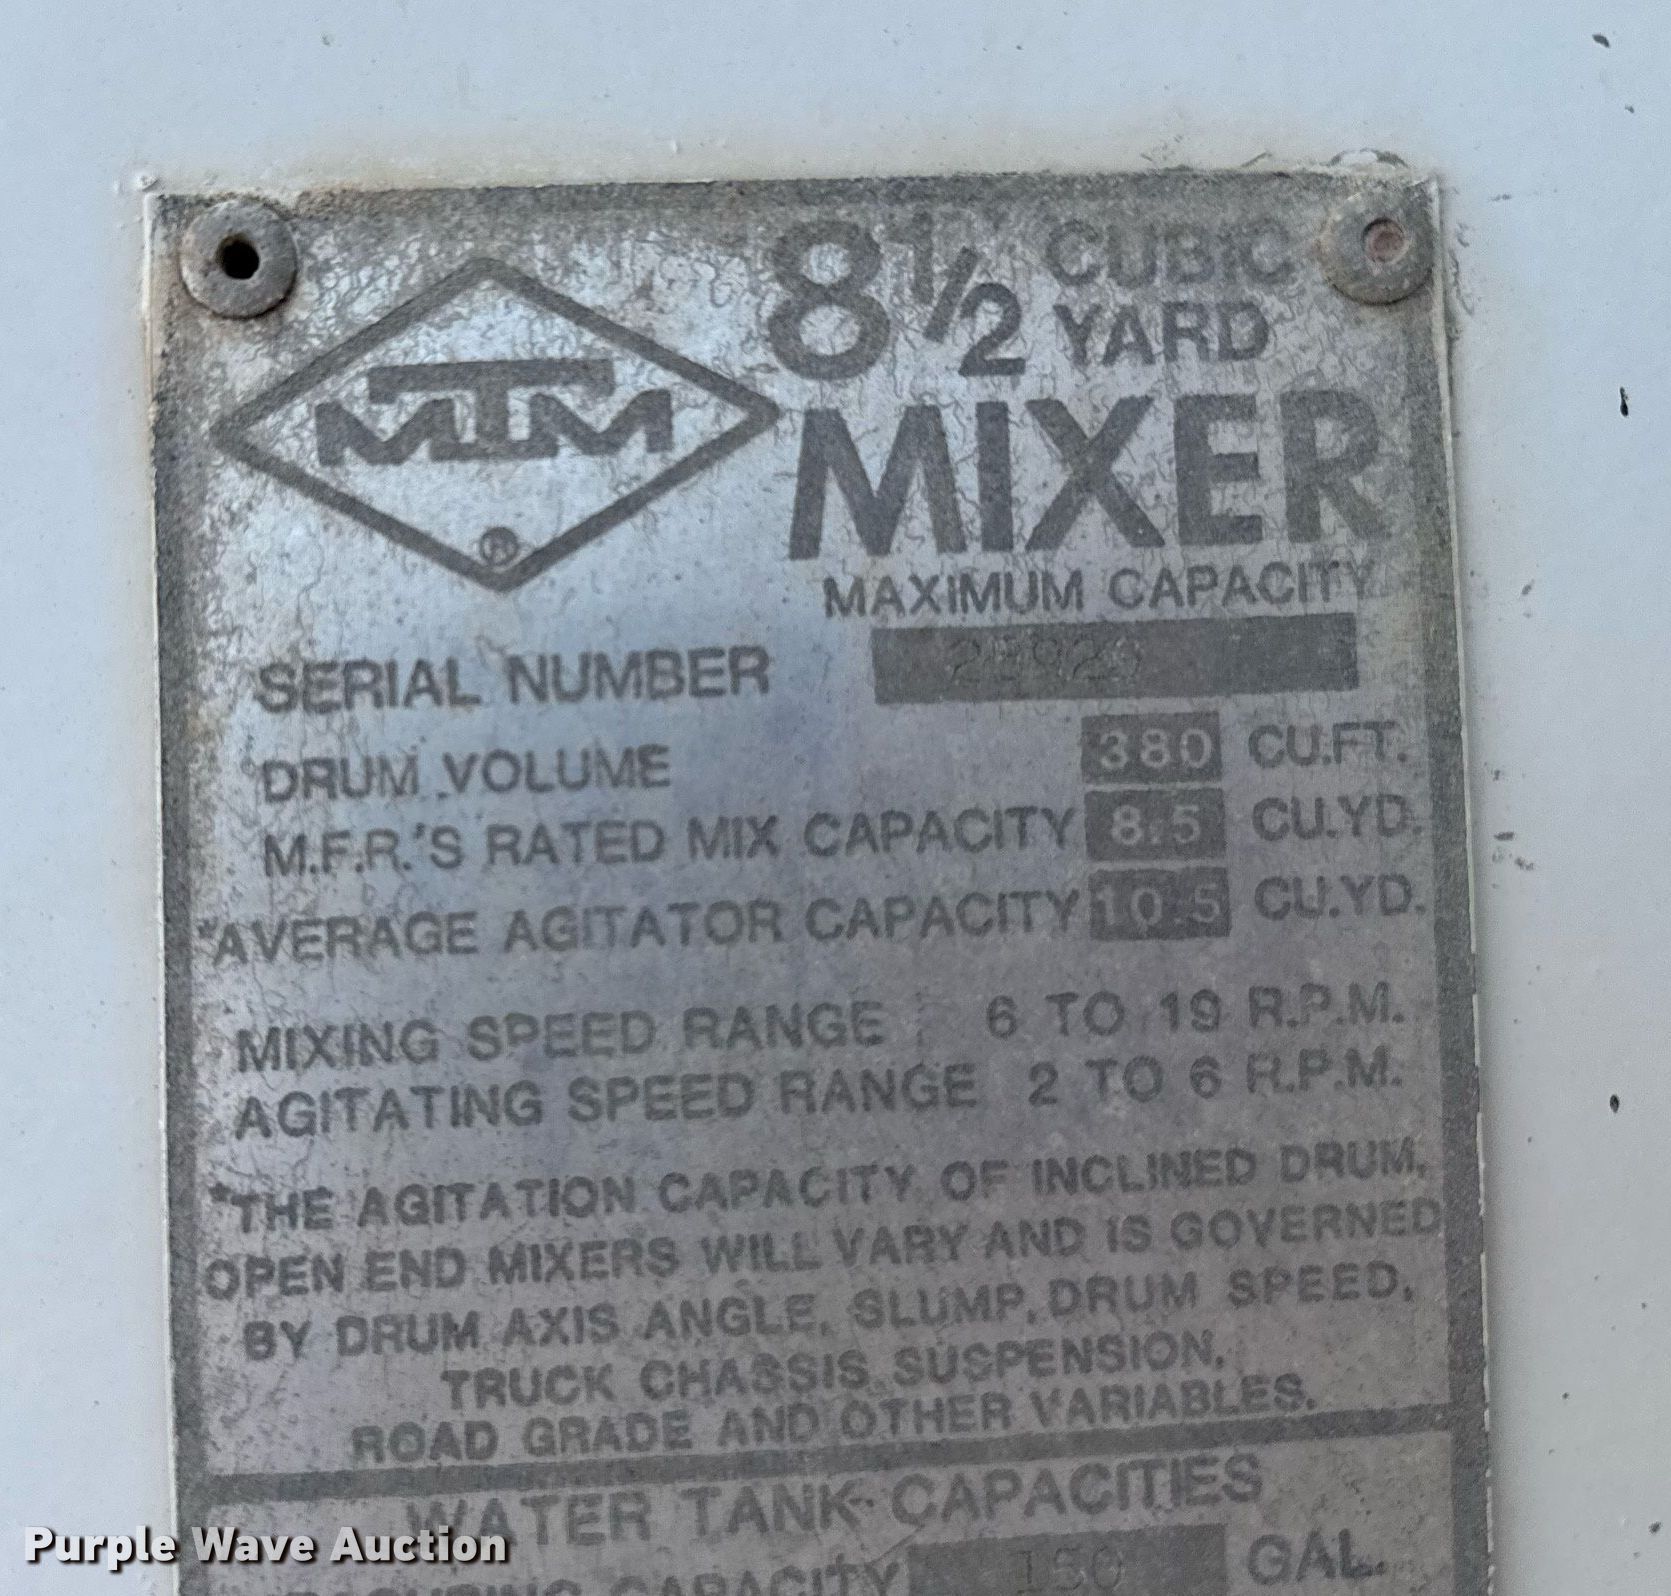 8 1/2 CUBIC YARD
MTM
®
MIXER
MAXIMUM CAPACITY
SERIAL NUMBER
DRUM VOLUME 380 CU.FT.
M.F.R.'S RATED MIX CAPACITY 8.5 CU.YD.
*AVERAGE AGITATOR CAPACITY 10.5 CU.YD.
MIXING SPEED RANGE 6 TO 19 R.P.M.
AGITATING SPEED RANGE 2 TO 6 R.P.M.
*THE AGITATION CAPACITY OF INCLINED DRUM,
OPEN END MIXERS WILL VARY AND IS GOVERNED
BY DRUM AXIS ANGLE, SLUMP, DRUM SPEED,
TRUCK CHASSIS SUSPENSION,
ROAD GRADE AND OTHER VARIABLES.
WATER TANK CAPACITIES
CAPACITY 150 GAL.
Purple Wave Auction